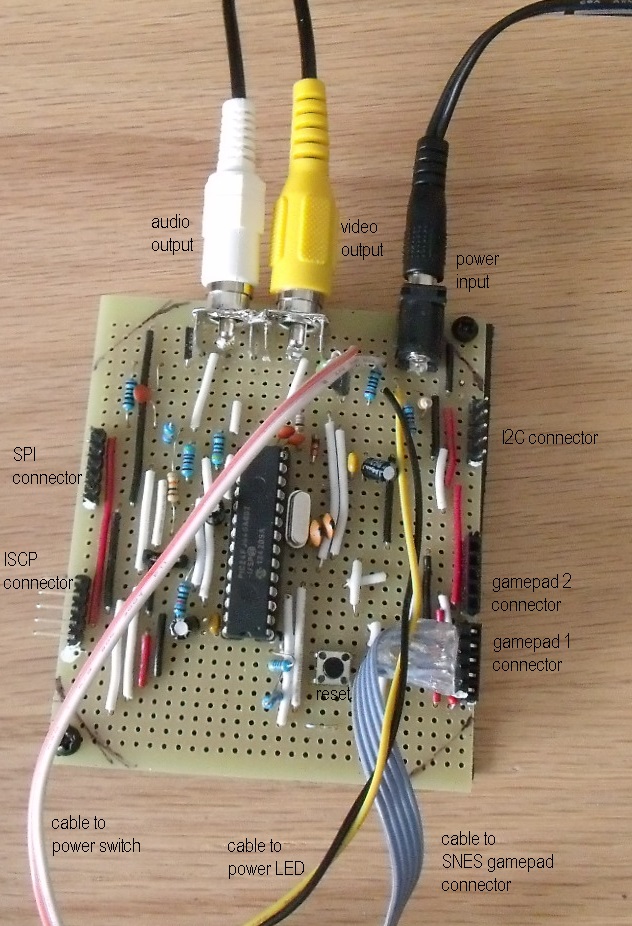 audio
output
video
output
power
input
I2C connector
SPI
connector
ISCP
connector
gamepad 2
connector
gamepad 1
connector
reset
cable to
power switch
cable to
power LED
cable to
SNES gamepad
connector